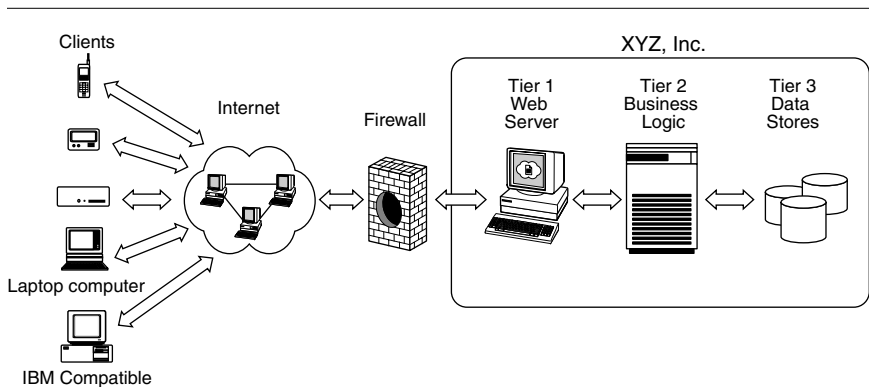 Clients
XYZ, Inc.
Internet
Firewall
Tier 1
Web
Server
Tier 2
Business
Logic
Tier 3
Data
Stores
Laptop computer
IBM Compatible